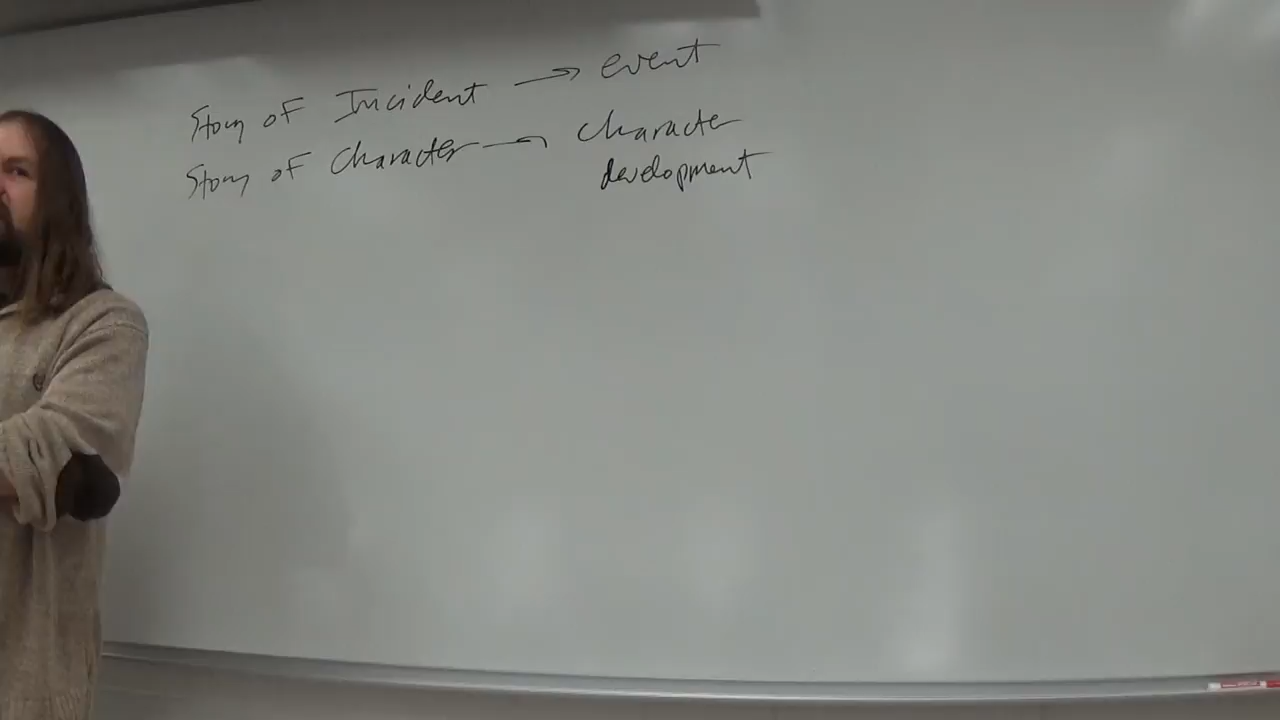 Story of Incident → event
Story of Character → character
development